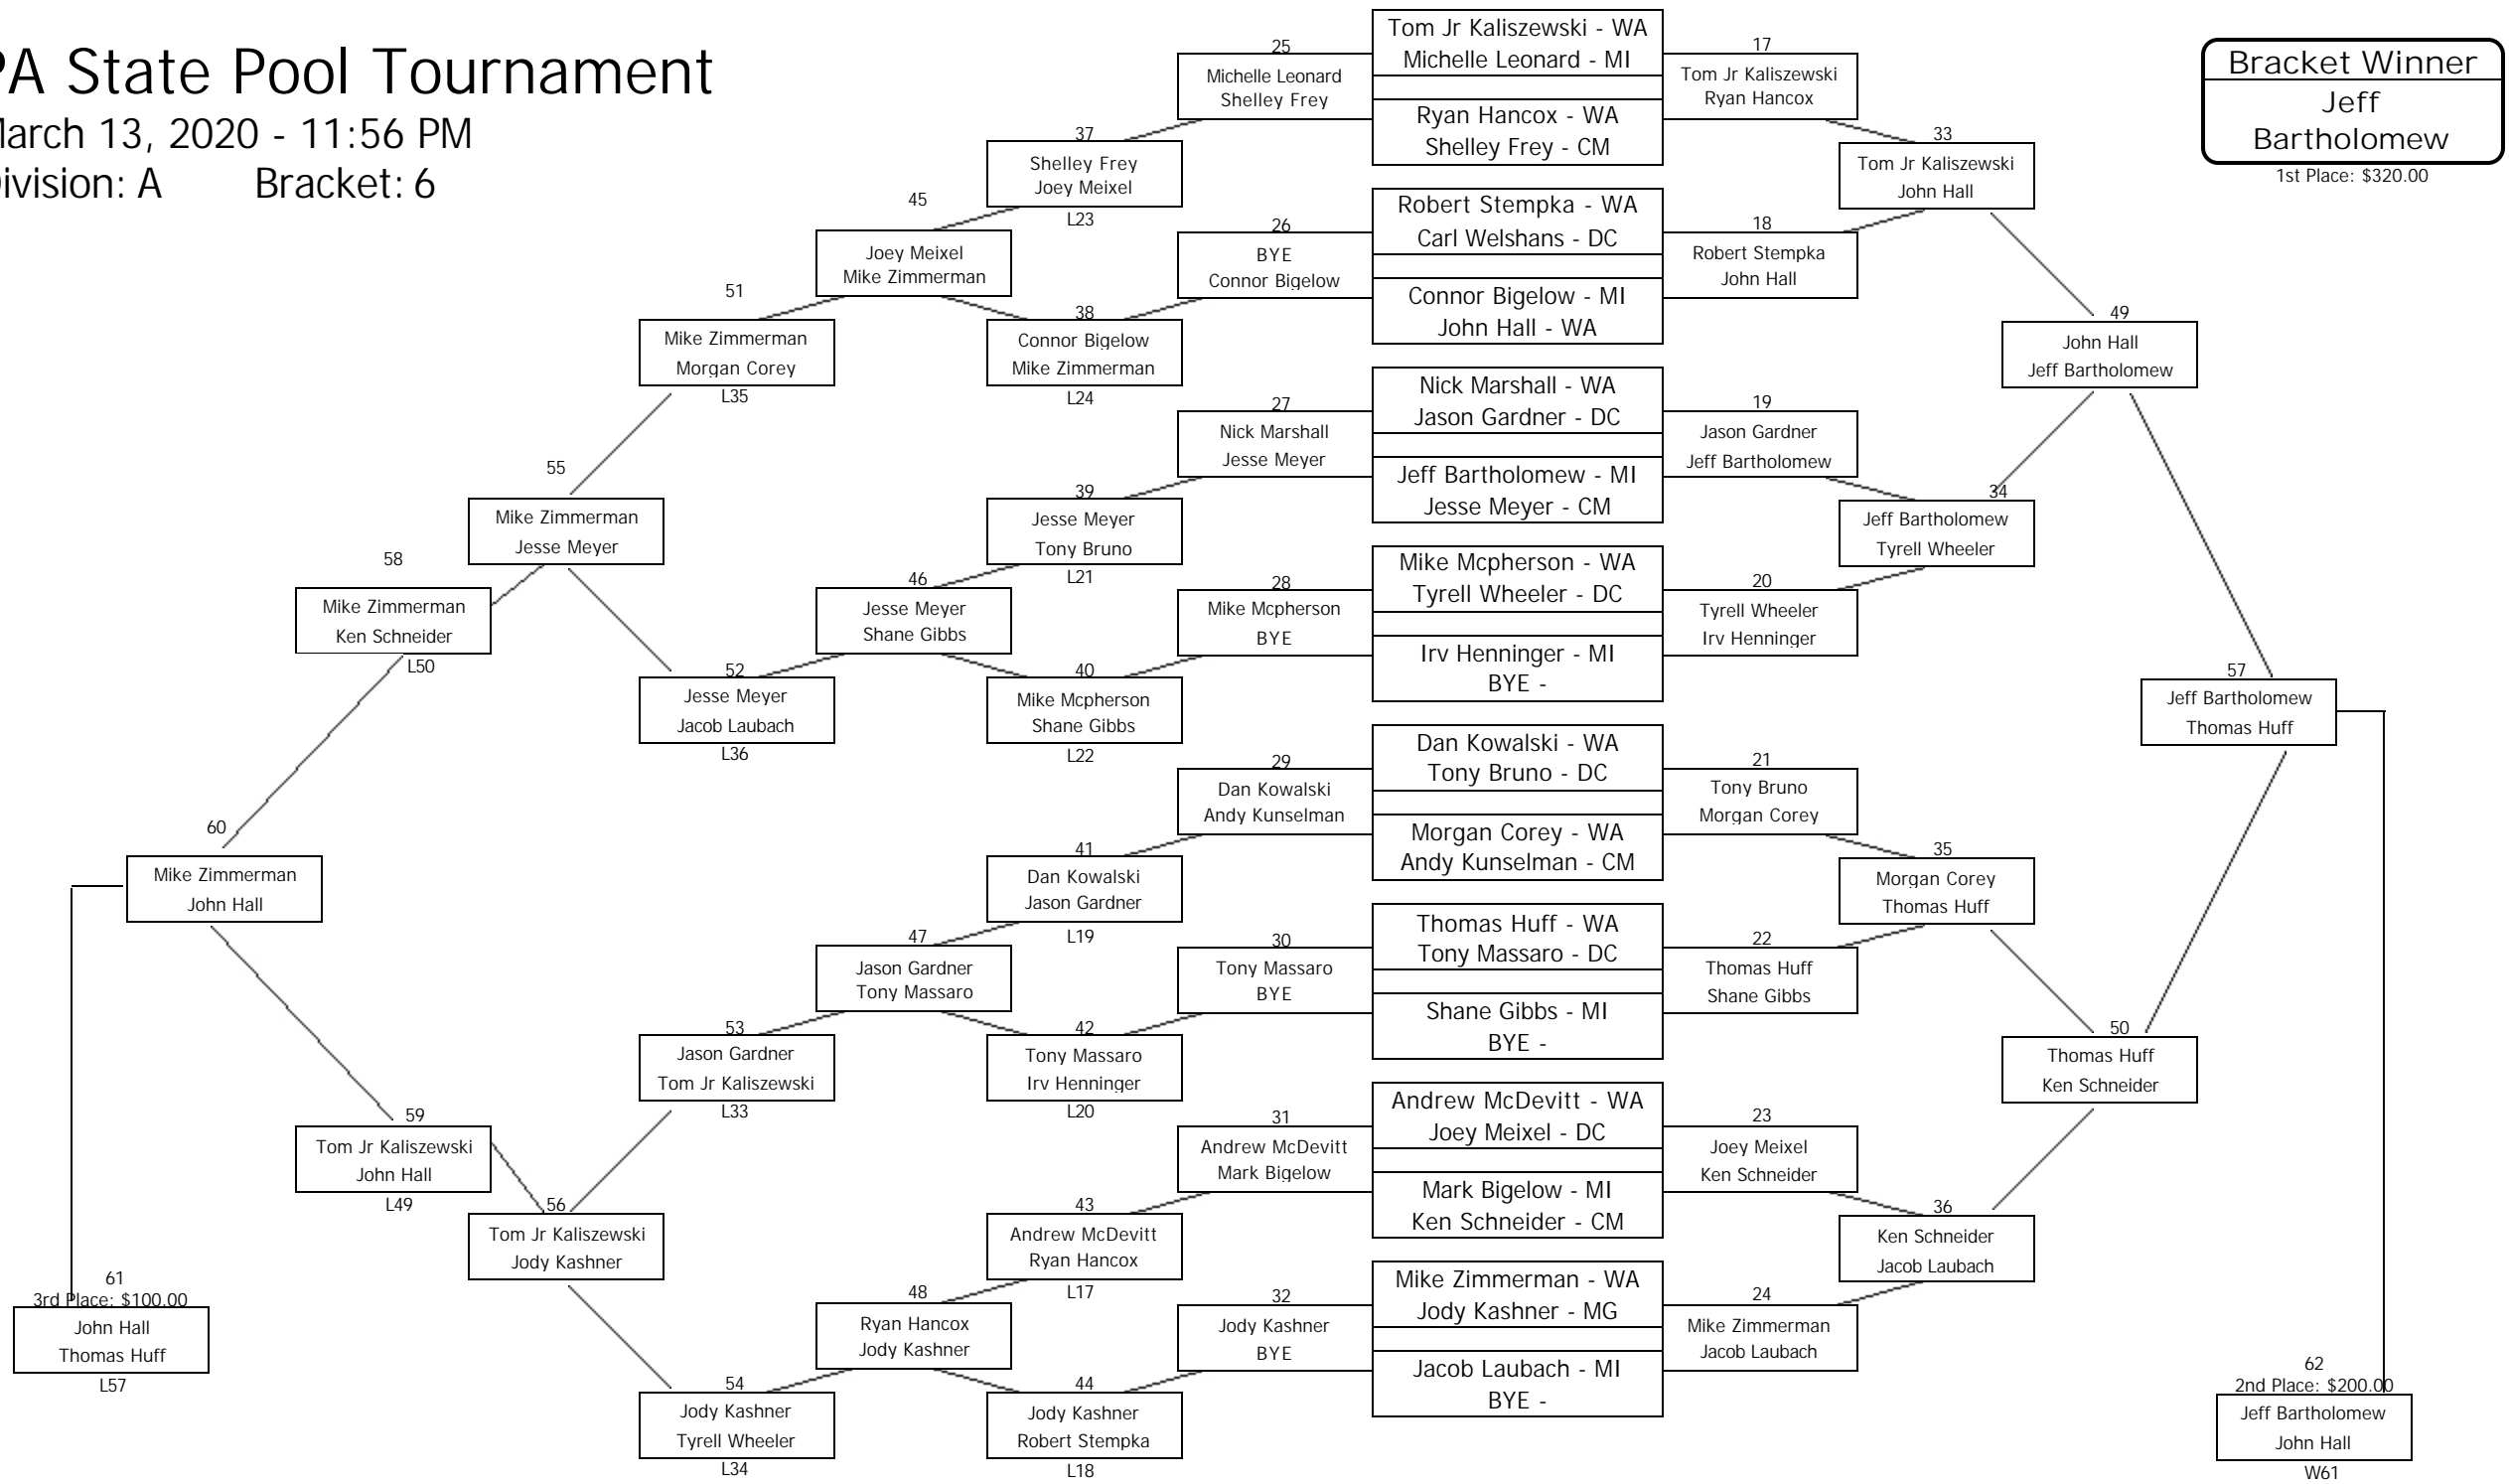 PA State Pool Tournament
March 13, 2020 - 11:56 PM
Division: A Bracket: 6
Bracket Winner
Jeff
Bartholomew
1st Place: $320.00
Tom Jr Kaliszewski - WA
Michelle Leonard - MI
Ryan Hancox - WA
Shelley Frey - CM
Robert Stempka - WA
Carl Welshans - DC
Connor Bigelow - MI
John Hall - WA
Nick Marshall - WA
Jason Gardner - DC
Jeff Bartholomew - MI
Jesse Meyer - CM
Mike Mcpherson - WA
Tyrell Wheeler - DC
Irv Henninger - MI
BYE -
Dan Kowalski - WA
Tony Bruno - DC
Morgan Corey - WA
Andy Kunselman - CM
Thomas Huff - WA
Tony Massaro - DC
Shane Gibbs - MI
BYE -
Andrew McDevitt - WA
Joey Meixel - DC
Mark Bigelow - MI
Ken Schneider - CM
Mike Zimmerman - WA
Jody Kashner - MG
Jacob Laubach - MI
BYE -
17
Tom Jr Kaliszewski
Ryan Hancox
18
Robert Stempka
John Hall
19
Jason Gardner
Jeff Bartholomew
20
Tyrell Wheeler
Irv Henninger
21
Tony Bruno
Morgan Corey
22
Thomas Huff
Shane Gibbs
23
Joey Meixel
Ken Schneider
24
Mike Zimmerman
Jacob Laubach
25
Michelle Leonard
Shelley Frey
26
BYE
Connor Bigelow
27
Nick Marshall
Jesse Meyer
28
Mike Mcpherson
BYE
29
Dan Kowalski
Andy Kunselman
30
Tony Massaro
BYE
31
Andrew McDevitt
Mark Bigelow
32
Jody Kashner
BYE
33
Tom Jr Kaliszewski
John Hall
34
Jeff Bartholomew
Tyrell Wheeler
35
Morgan Corey
Thomas Huff
36
Ken Schneider
Jacob Laubach
37
Shelley Frey
Joey Meixel
L23
38
Connor Bigelow
Mike Zimmerman
L24
39
Jesse Meyer
Tony Bruno
L21
40
Mike Mcpherson
Shane Gibbs
L22
41
Dan Kowalski
Jason Gardner
L19
42
Tony Massaro
Irv Henninger
L20
43
Andrew McDevitt
Ryan Hancox
L17
44
Jody Kashner
Robert Stempka
L18
45
Joey Meixel
Mike Zimmerman
46
Jesse Meyer
Shane Gibbs
47
Jason Gardner
Tony Massaro
48
Ryan Hancox
Jody Kashner
49
John Hall
Jeff Bartholomew
50
Thomas Huff
Ken Schneider
51
Mike Zimmerman
Morgan Corey
L35
52
Jesse Meyer
Jacob Laubach
L36
53
Jason Gardner
Tom Jr Kaliszewski
L33
54
Jody Kashner
Tyrell Wheeler
L34
55
Mike Zimmerman
Jesse Meyer
56
Tom Jr Kaliszewski
Jody Kashner
57
Jeff Bartholomew
Thomas Huff
58
Mike Zimmerman
Ken Schneider
L50
59
Tom Jr Kaliszewski
John Hall
L49
60
Mike Zimmerman
John Hall
61
3rd Place: $100.00
John Hall
Thomas Huff
L57
62
2nd Place: $200.00
Jeff Bartholomew
John Hall
W61